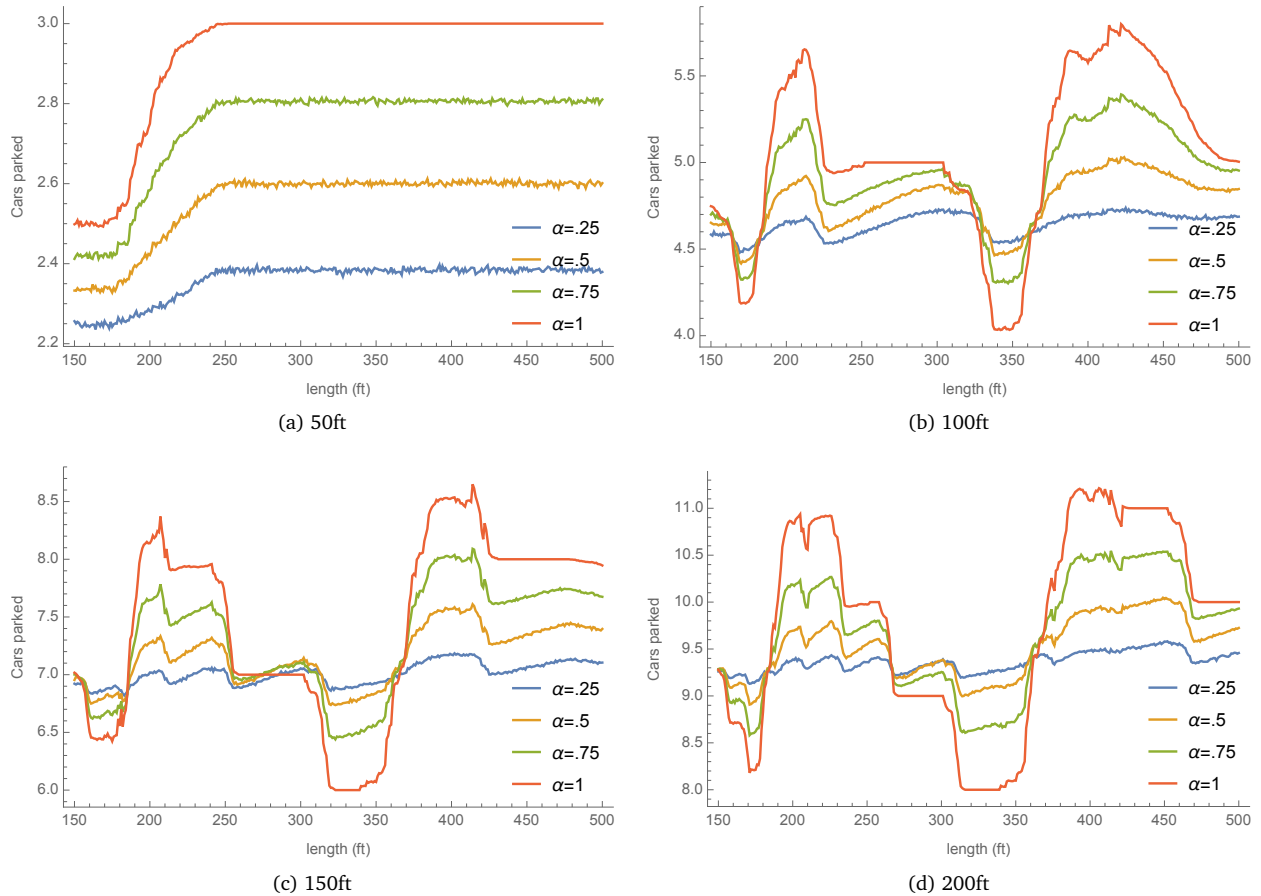 3.0
2.8
2.6
2.4
2.2
Cars parked
α=.25
α=.5
α=.75
α=1
150 200 250 300 350 400 450 500
length (ft)
(a) 50ft
5.5
5.0
4.5
4.0
Cars parked
α=.25
α=.5
α=.75
α=1
150 200 250 300 350 400 450 500
length (ft)
(b) 100ft
8.5
8.0
7.5
7.0
6.5
6.0
Cars parked
α=.25
α=.5
α=.75
α=1
150 200 250 300 350 400 450 500
length (ft)
(c) 150ft
11.0
10.5
10.0
9.5
9.0
8.5
8.0
Cars parked
α=.25
α=.5
α=.75
α=1
150 200 250 300 350 400 450 500
length (ft)
(d) 200ft